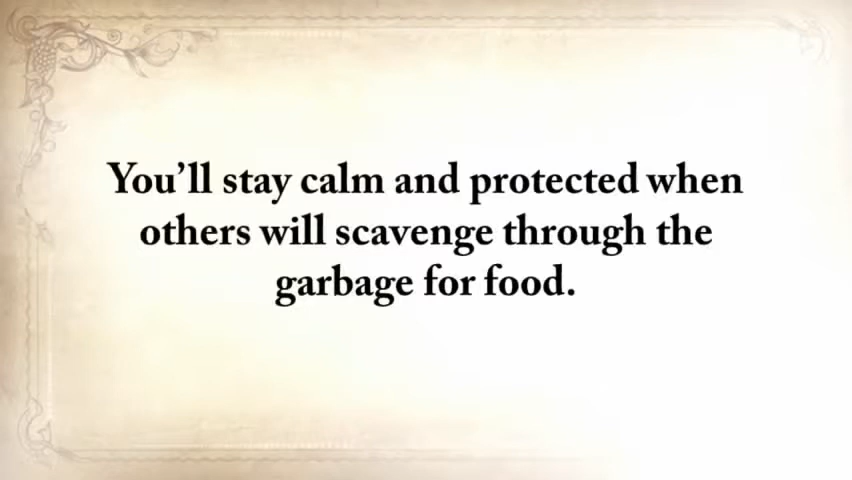 You’ll stay calm and protected when
others will scavenge through the
garbage for food.